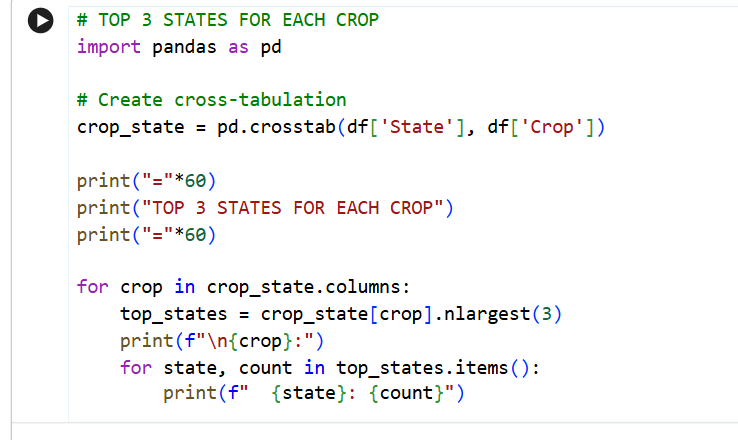 # TOP 3 STATES FOR EACH CROP
import pandas as pd
# Create cross-tabulation
crop_state = pd.crosstab(df['State'], df['Crop'])
print("="*60)
print("TOP 3 STATES FOR EACH CROP")
print("="*60)
for crop in crop_state.columns:
    top_states = crop_state[crop].nlargest(3)
    print(f"\n{crop}:")
    for state, count in top_states.items():
        print(f"  {state}: {count}")